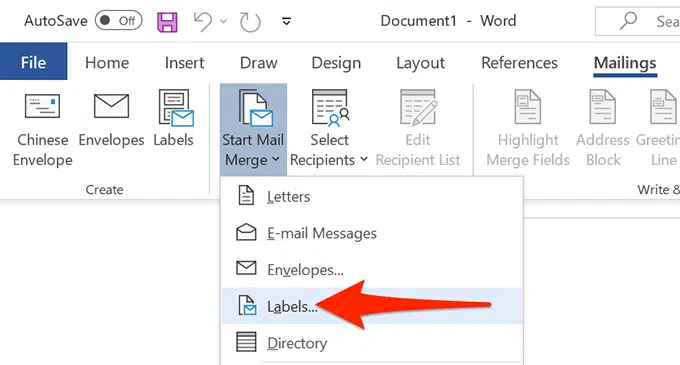 AutoSave Off Document1 - Word Search
File Home Insert Draw Design Layout References Mailings
Chinese Envelope
Envelopes
Labels
Start Mail Merge
Select Recipients
Edit Recipient List
Highlight Merge Fields
Address Block
Greetin
Line
Create
Write &
Letters
E-mail Messages
Envelopes...
Labels...
Directory